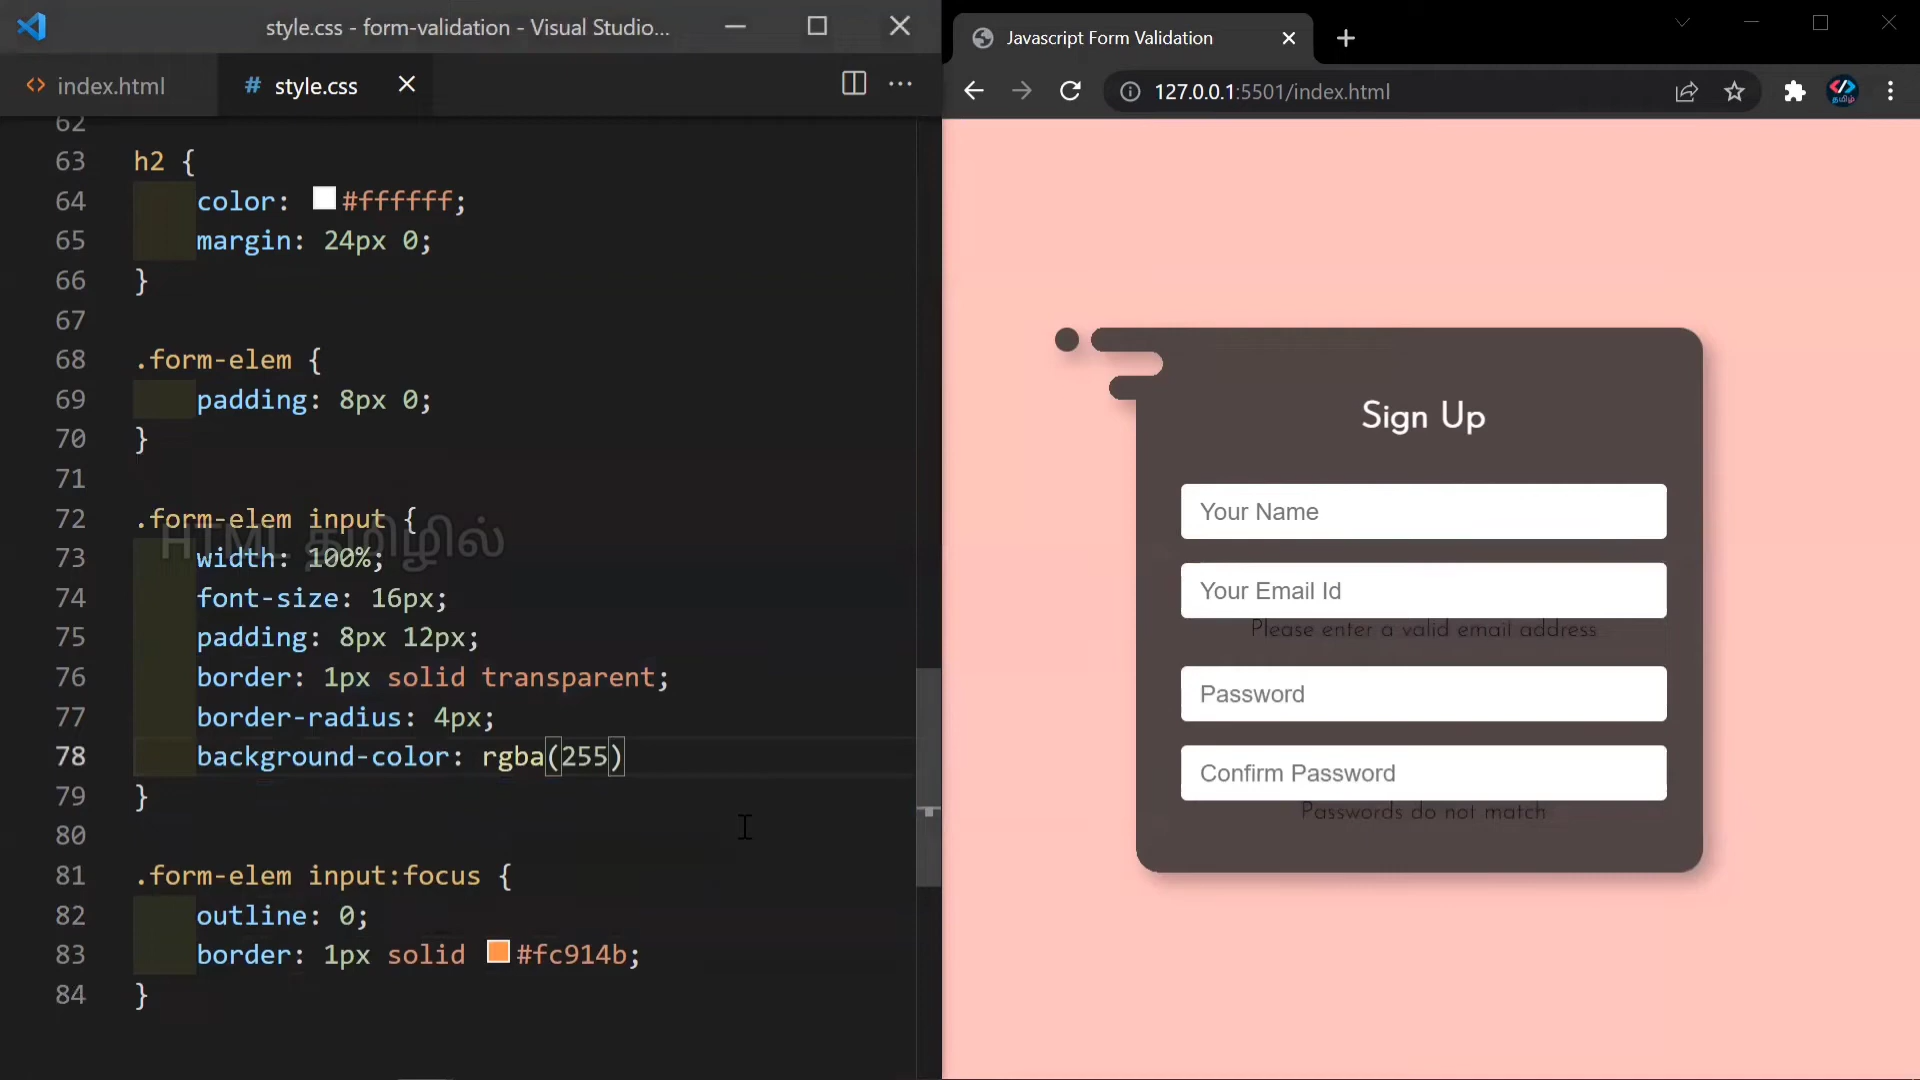 style.css - form-validation - Visual Studio...
index.html
# style.css
62
63 h2 {
64 color: #ffffff;
65 margin: 24px 0;
66 }
67
68 .form-elem {
69 padding: 8px 0;
70 }
71
72 .form-elem input {
HTML தமிழில்
73 width: 100%;
74 font-size: 16px;
75 padding: 8px 12px;
76 border: 1px solid transparent;
77 border-radius: 4px;
78 background-color: rgba(255)
79 }
80
81 .form-elem input:focus {
82 outline: 0;
83 border: 1px solid #fc914b;
84 }
Javascript Form Validation
127.0.0.1:5501/index.html
தமிழ்
Sign Up
Your Name
Your Email Id
Please enter a valid email address
Password
Confirm Password
Passwords do not match